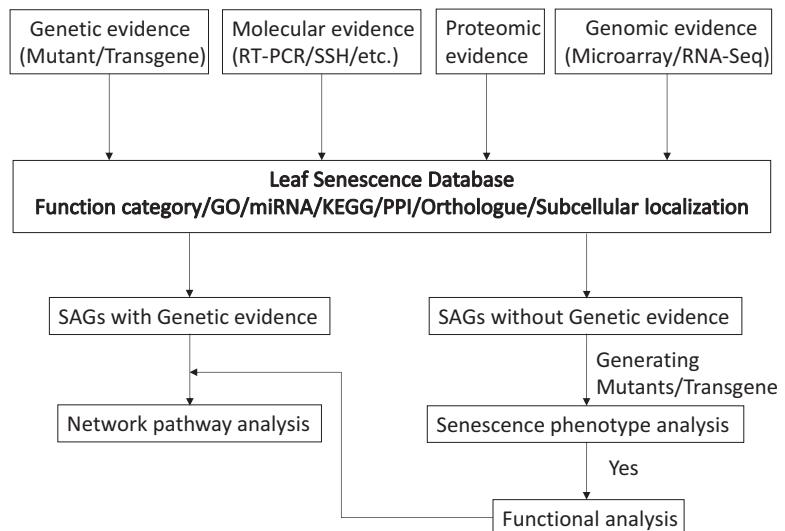 Genetic evidence
(Mutant/Transgene)
Molecular evidence
(RT-PCR/SSH/etc.)
Proteomic
evidence
Genomic evidence
(Microarray/RNA-Seq)
Leaf Senescence Database
Function category/GO/miRNA/KEGG/PPI/Orthologue/Subcellular localization
SAGs with Genetic evidence
SAGs without Genetic evidence
Generating
Mutants/Transgene
Network pathway analysis
Senescence phenotype analysis
Yes
Functional analysis